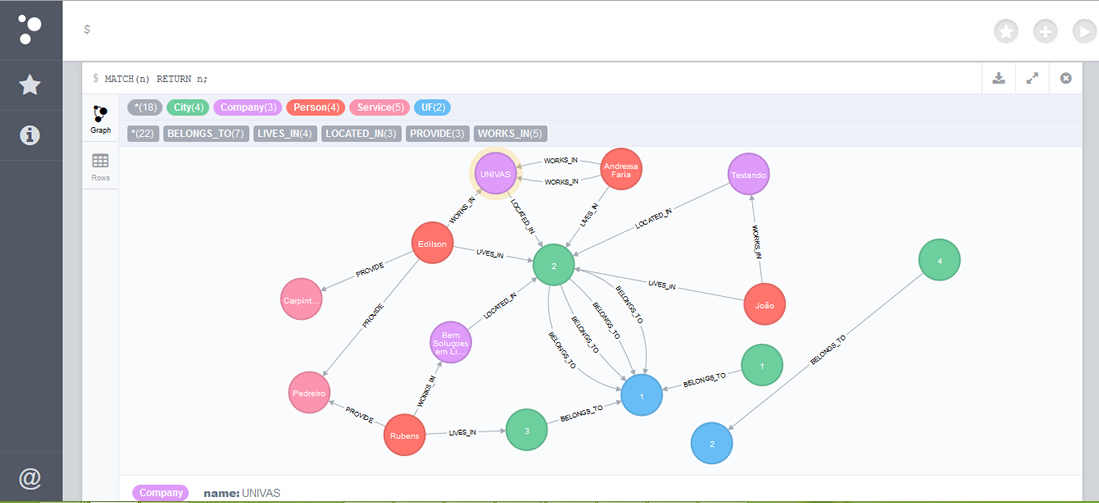 $
$ MATCH(n) RETURN n;
Graph
Rows
*(18) City(4) Company(3) Person(4) Service(5) UF(2)
*(22) BELONGS_TO(7) LIVES_IN(4) LOCATED_IN(3) PROVIDE(3) WORKS_IN(5)
UNIVAS
WORKS_IN
WORKS_IN
Andressa
Faria
Testando
WORKS_IN
LOCATED_IN
LIVES_IN
LOCATED_IN
WORKS_IN
Edilson
LIVES_IN
2
4
PROVIDE
LIVES_IN
Carpint...
PROVIDE
LOCATED_IN
BELONGS_TO
BELONGS_TO
BELONGS_TO
BELONGS_TO
João
Bem
Soluções
em Li...
BELONGS_TO
1
BELONGS_TO
Pedreiro
WORKS_IN
1
PROVIDE
BELONGS_TO
Rubens
LIVES_IN
3
2
@
Company name: UNIVAS